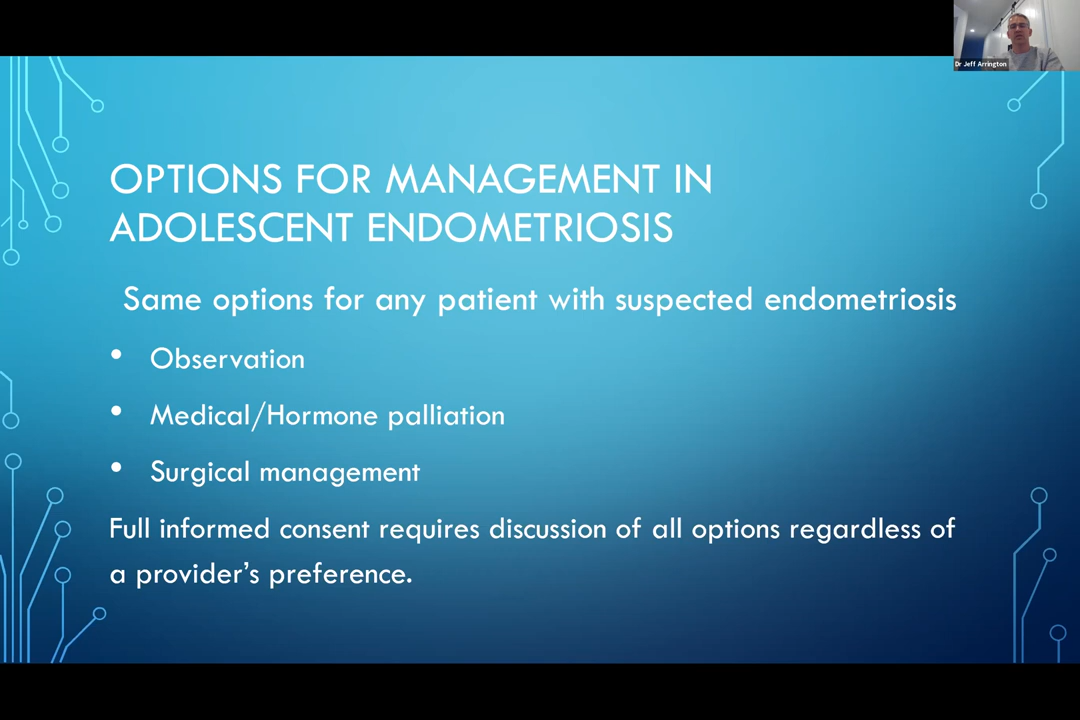 Dr Jeff Arrington
OPTIONS FOR MANAGEMENT IN
ADOLESCENT ENDOMETRIOSIS
Same options for any patient with suspected endometriosis
• Observation
• Medical/Hormone palliation
• Surgical management
Full informed consent requires discussion of all options regardless of
a provider’s preference.